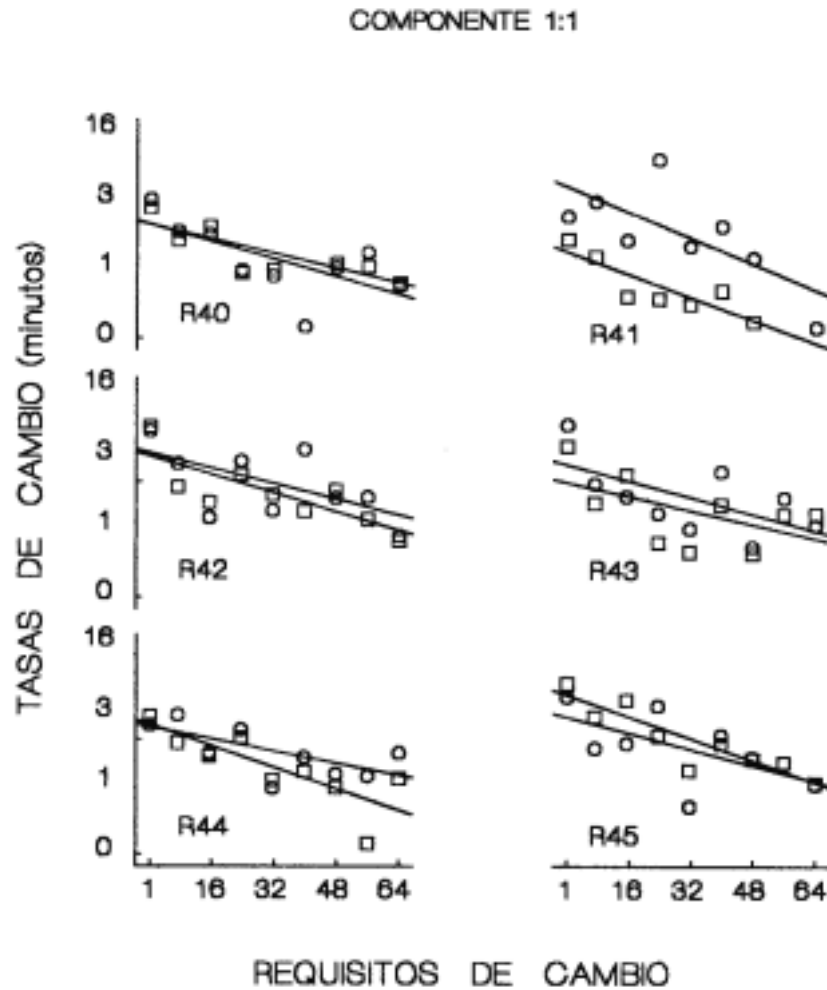 COMPONENTE 1:1
TASAS DE CAMBIO (minutos)
16
3
1
0
R40
R41
16
3
1
0
R42
R43
16
3
1
0
R44
R45
1 16 32 48 64
1 16 32 48 64
REQUISITOS DE CAMBIO